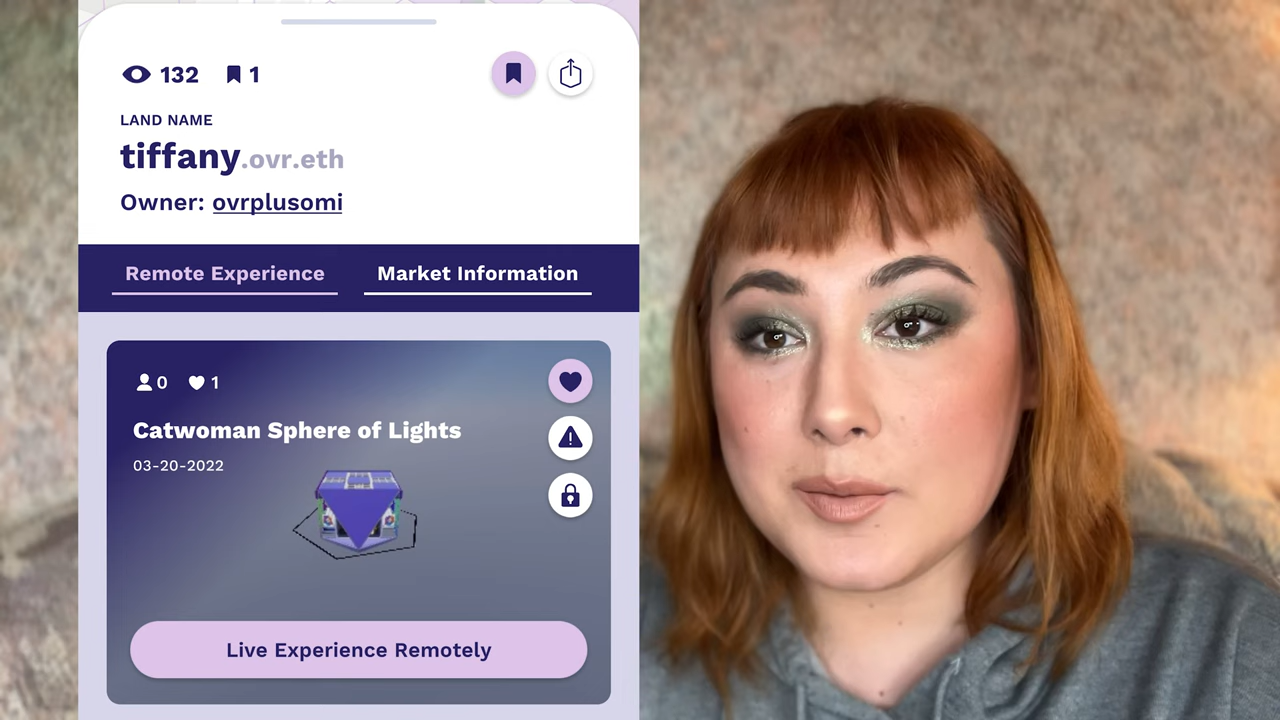 132 1
LAND NAME
tiffany.ovr.eth
Owner: ovrplusomi
Remote Experience Market Information
0 1
Catwoman Sphere of Lights
03-20-2022
Live Experience Remotely